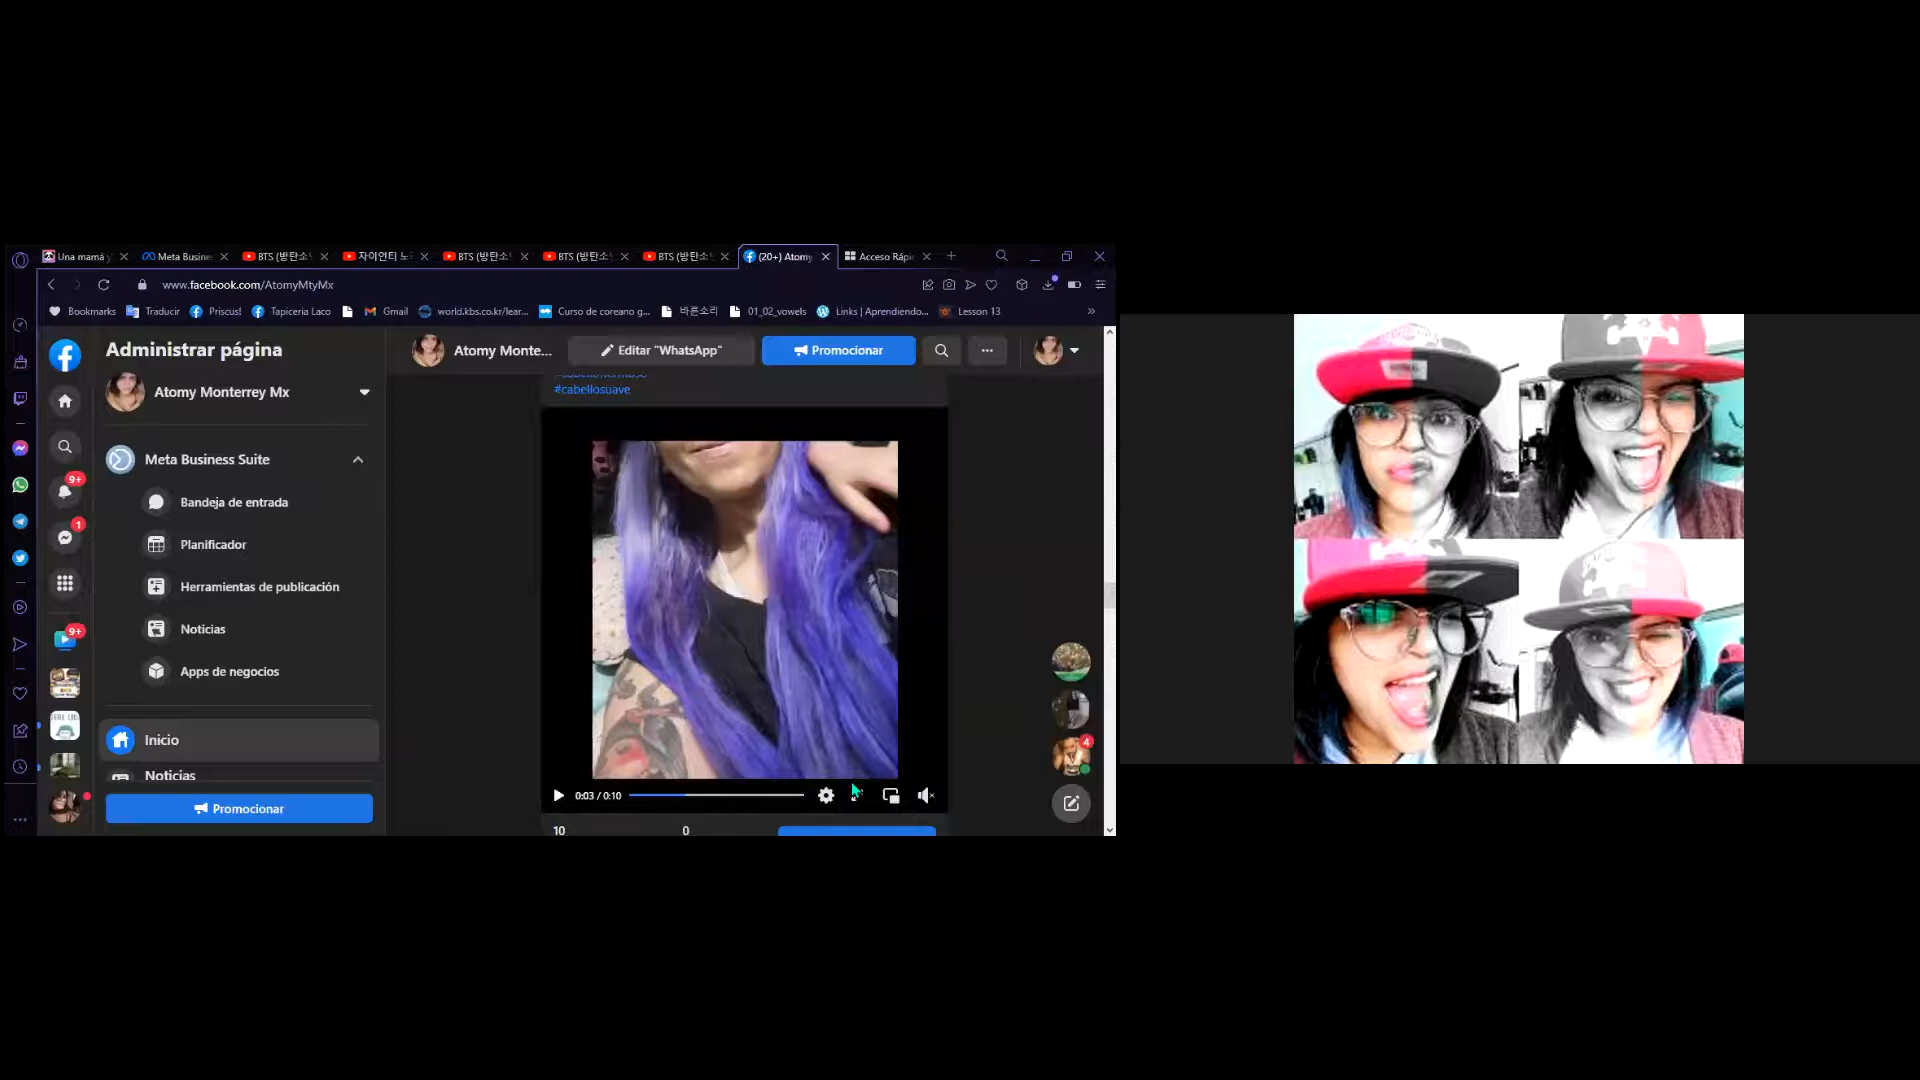 Una mamá y
Meta Busine
BTS (방탄소
자이언티 노
BTS (방탄소
BTS (방탄소
BTS (방탄소
(20+) Atomy
Acceso Rápi
www.facebook.com/AtomyMtyMx
Bookmarks
Traducir
Priscus!
Tapiceria Laco
Gmail
world.kbs.co.kr/lear...
Curso de coreano g...
바른소리
01_02_vowels
Links | Aprendiendo...
Lesson 13
Administrar página
Atomy Monte...
Editar "WhatsApp"
Promocionar
Atomy Monterrey Mx
#cabellosuave
Meta Business Suite
9+
Bandeja de entrada
1
Planificador
Herramientas de publicación
9+
Noticias
Apps de negocios
Inicio
4
Noticias
Promocionar
0:03 / 0:10
10
0